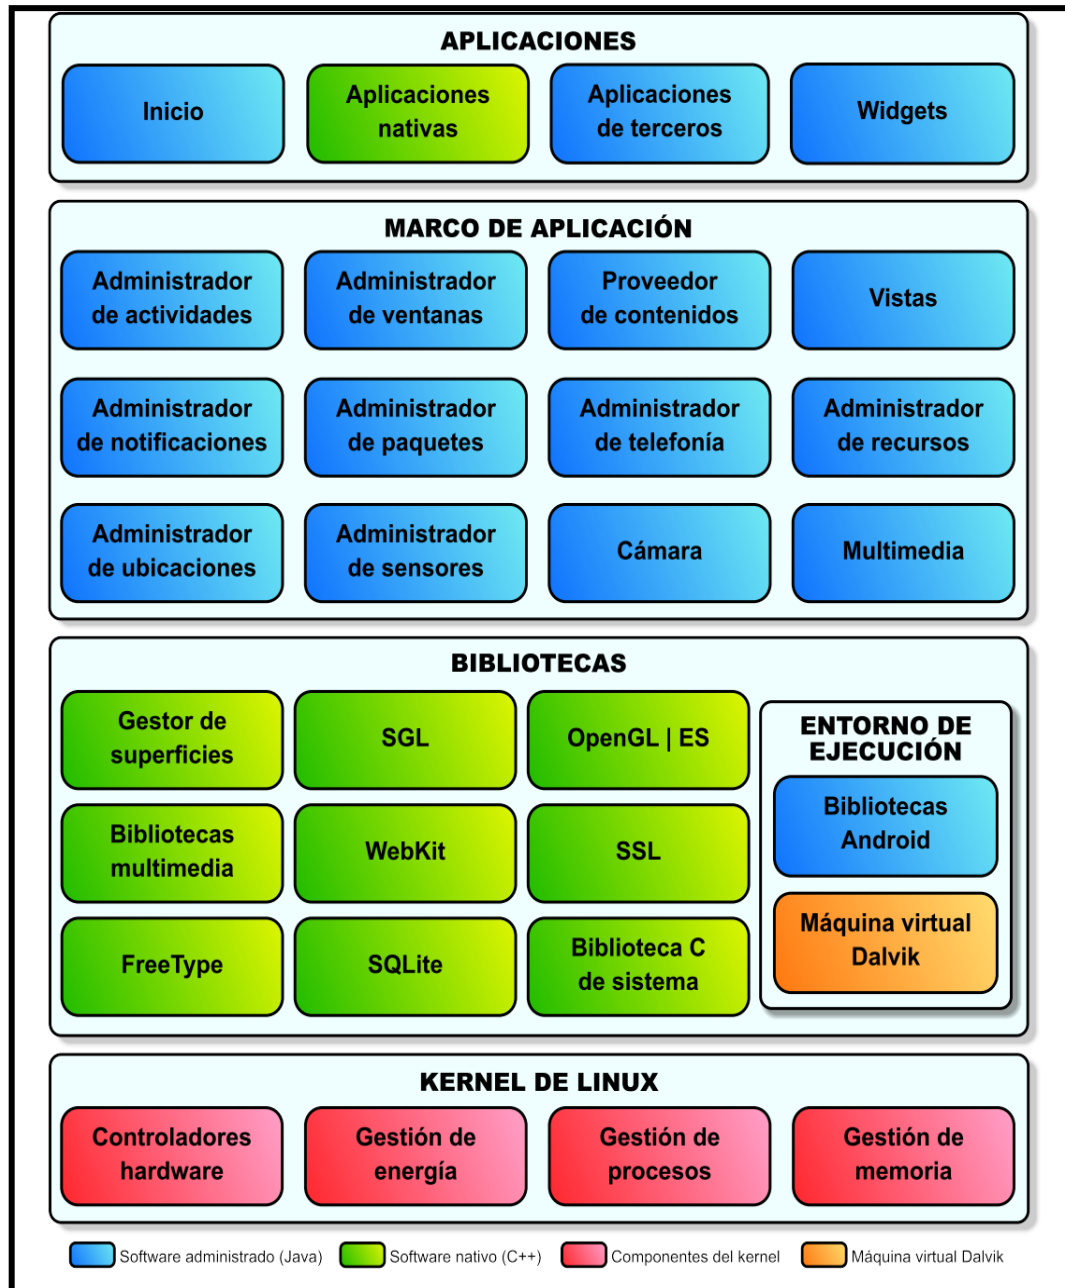 APLICACIONES
Inicio
Aplicaciones
nativas
Aplicaciones
de terceros
Widgets
MARCO DE APLICACIÓN
Administrador
de actividades
Administrador
de ventanas
Proveedor
de contenidos
Vistas
Administrador
de notificaciones
Administrador
de paquetes
Administrador
de telefonía
Administrador
de recursos
Administrador
de ubicaciones
Administrador
de sensores
Cámara
Multimedia
BIBLIOTECAS
Gestor de
superficies
SGL
OpenGL | ES
Bibliotecas
multimedia
WebKit
SSL
FreeType
SQLite
Biblioteca C
de sistema
ENTORNO DE
EJECUCIÓN
Bibliotecas
Android
Máquina virtual
Dalvik
KERNEL DE LINUX
Controladores
hardware
Gestión de
energía
Gestión de
procesos
Gestión de
memoria
Software administrado (Java)
Software nativo (C++)
Componentes del kernel
Máquina virtual Dalvik